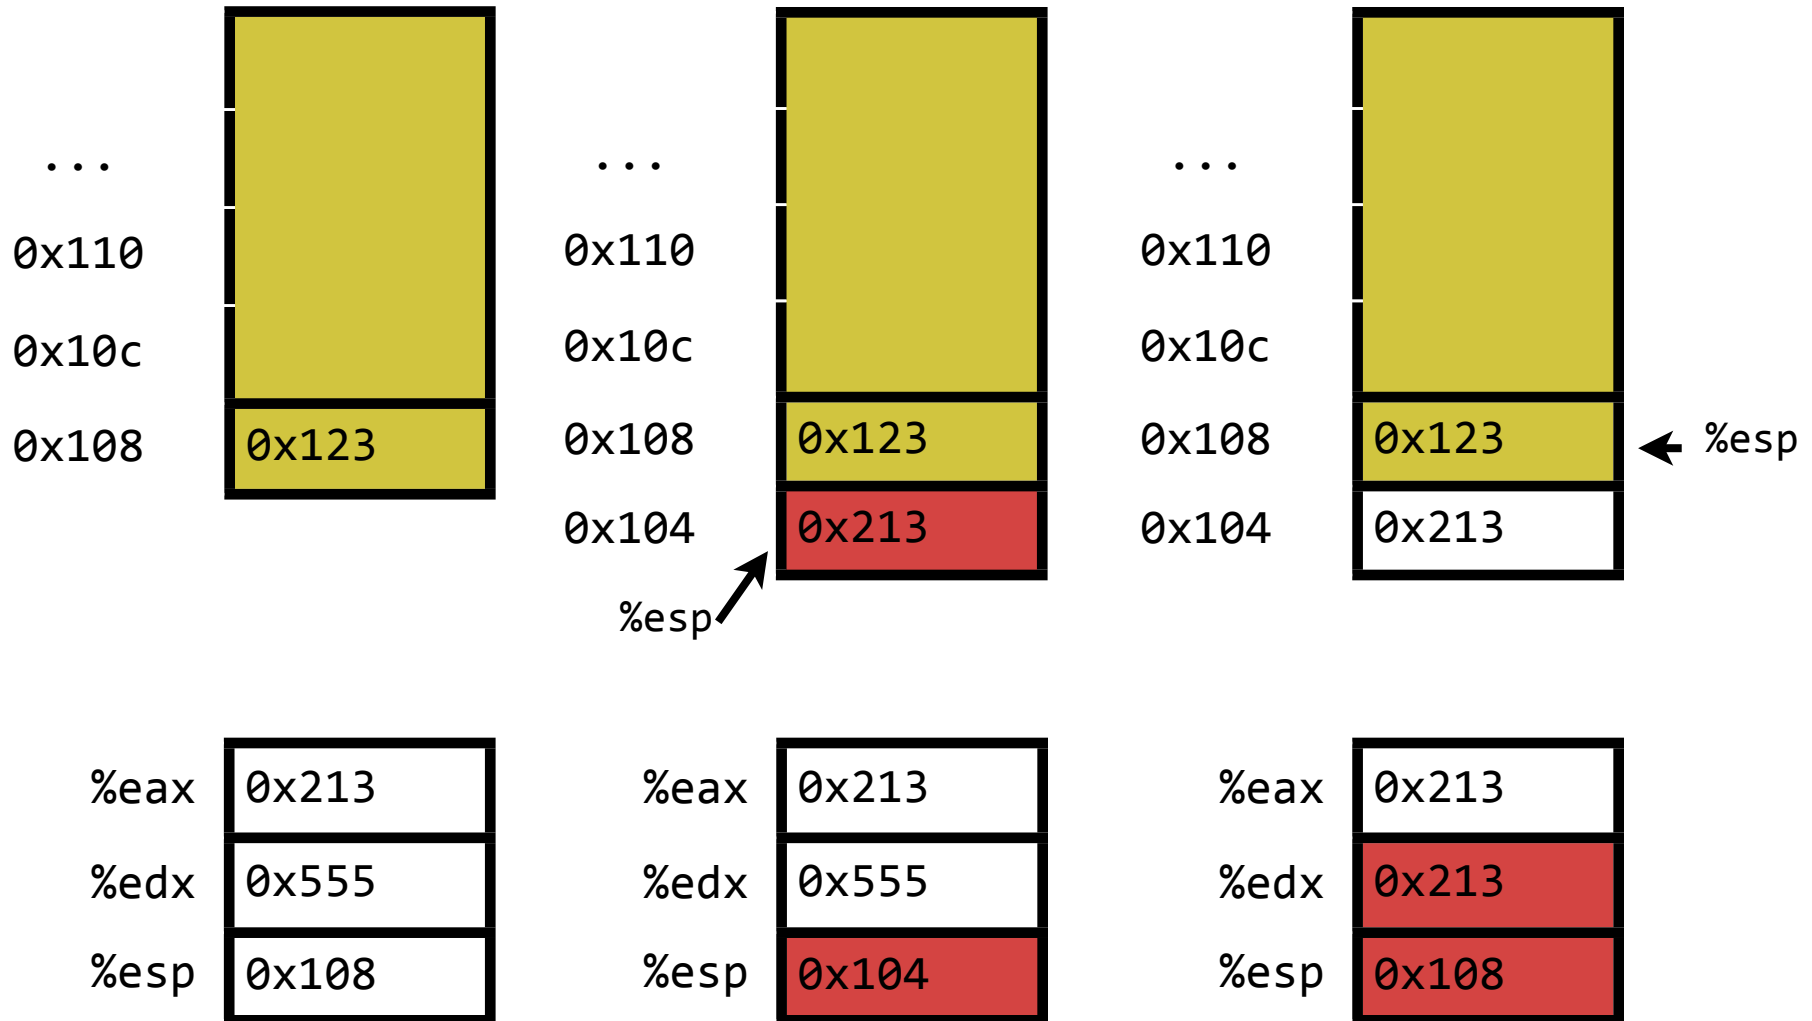 ... ... ...
0x110 0x110 0x110
0x10c 0x10c 0x10c
0x108 0x123 0x108 0x123 0x108 0x123 %esp
0x104 0x213 0x104 0x213
%esp
%eax 0x213 %eax 0x213 %eax 0x213
%edx 0x555 %edx 0x555 %edx 0x213
%esp 0x108 %esp 0x104 %esp 0x108